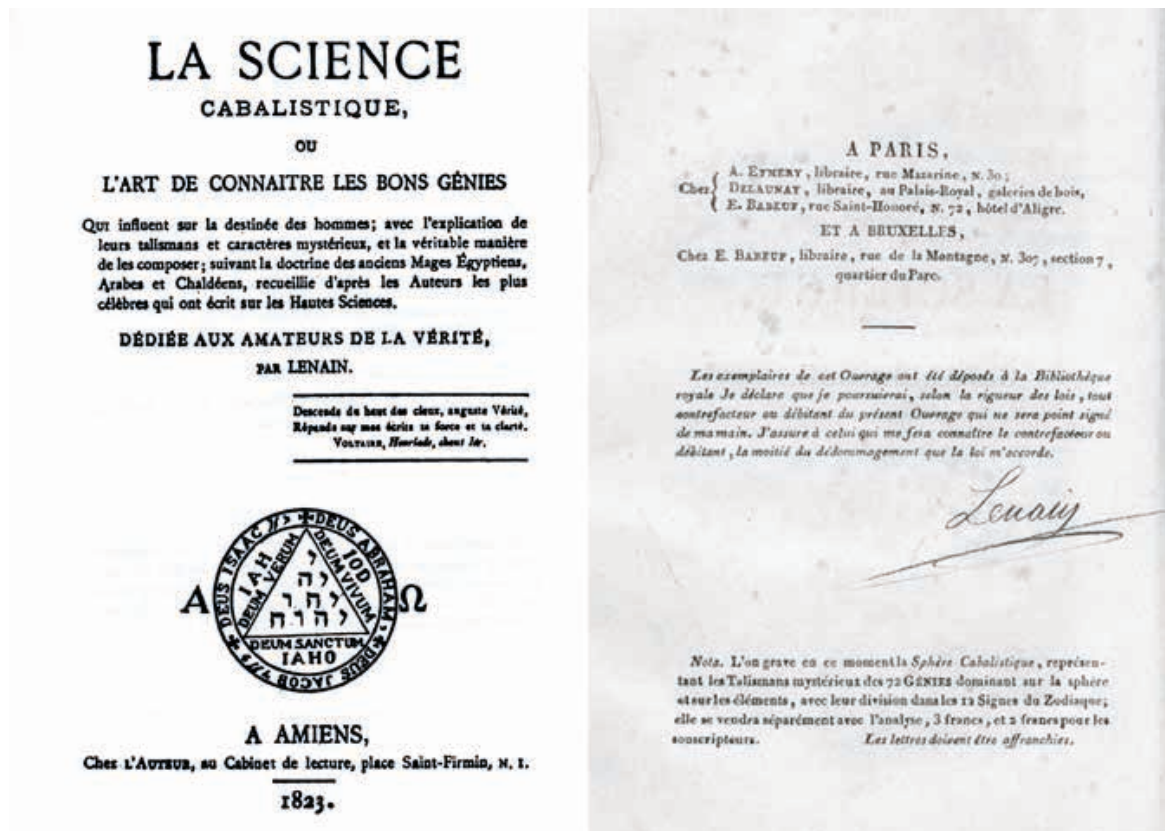 LA SCIENCE
CABALISTIQUE,
OU
L'ART DE CONNAITRE LES BONS GÉNIES
QUI influent sur la destinée des hommes; avec l'explication de
leurs talismans et caractères mystérieux, et la véritable manière
de les composer; suivant la doctrine des anciens Mages Égyptiens,
Arabes et Chaldéens, recueillie d'après les Auteurs les plus
célèbres qui ont écrit sur les Hautes Sciences.
DÉDIÉE AUX AMATEURS DE LA VÉRITÉ,
PAR LENAIN.
Descends du haut des cieux, auguste Vérité,
Répands sur mes écrits ta force et ta clarté.
VOLTAIRE, Henriade, chant Ier.
DEUS ISAAC
DEUS ABRAHAM
DEUS JACOB
IAH
DEUM VERUM
IOD
DEUM VIVUM
י
יה
יהו
יהוה
DEUM SANCTUM
IAHO
A
Ω
A AMIENS,
Chez L'AUTEUR, au Cabinet de lecture, place Saint-Firmin, N. 1.
1823.
A PARIS,
Chez
A. EYMERY, libraire, rue Mazarine, N. 30;
DELAUNAY, libraire, au Palais-Royal, galeries de bois,
E. BABEUF, rue Saint-Honoré, N. 72, hôtel d'Aligre.
ET A BRUXELLES,
Chez E. BABEUF, libraire, rue de la Montagne, N. 307, section 7,
quartier du Parc.
Les exemplaires de cet Ouvrage ont été déposés à la Bibliothèque
royale Je déclare que je poursuivrai, selon la rigueur des lois, tout
contrefacteur ou débitant du présent Ouvrage qui ne sera point signé
de ma main. J'assure à celui qui me fera connaître le contrefacteur ou
débitant, la moitié du dédommagement que la loi m'accorde.
Lenain
Nota. L'on grave en ce moment la Sphère Cabalistique, représen-
tant les Talismans mystérieux des 72 GÉNIES dominant sur la sphère
et sur les éléments, avec leur division dans les 12 Signes du Zodiaque;
elle se vendra séparément avec l'analyse, 3 francs, et 2 francs pour les
souscripteurs. Les lettres doivent être affranchies.